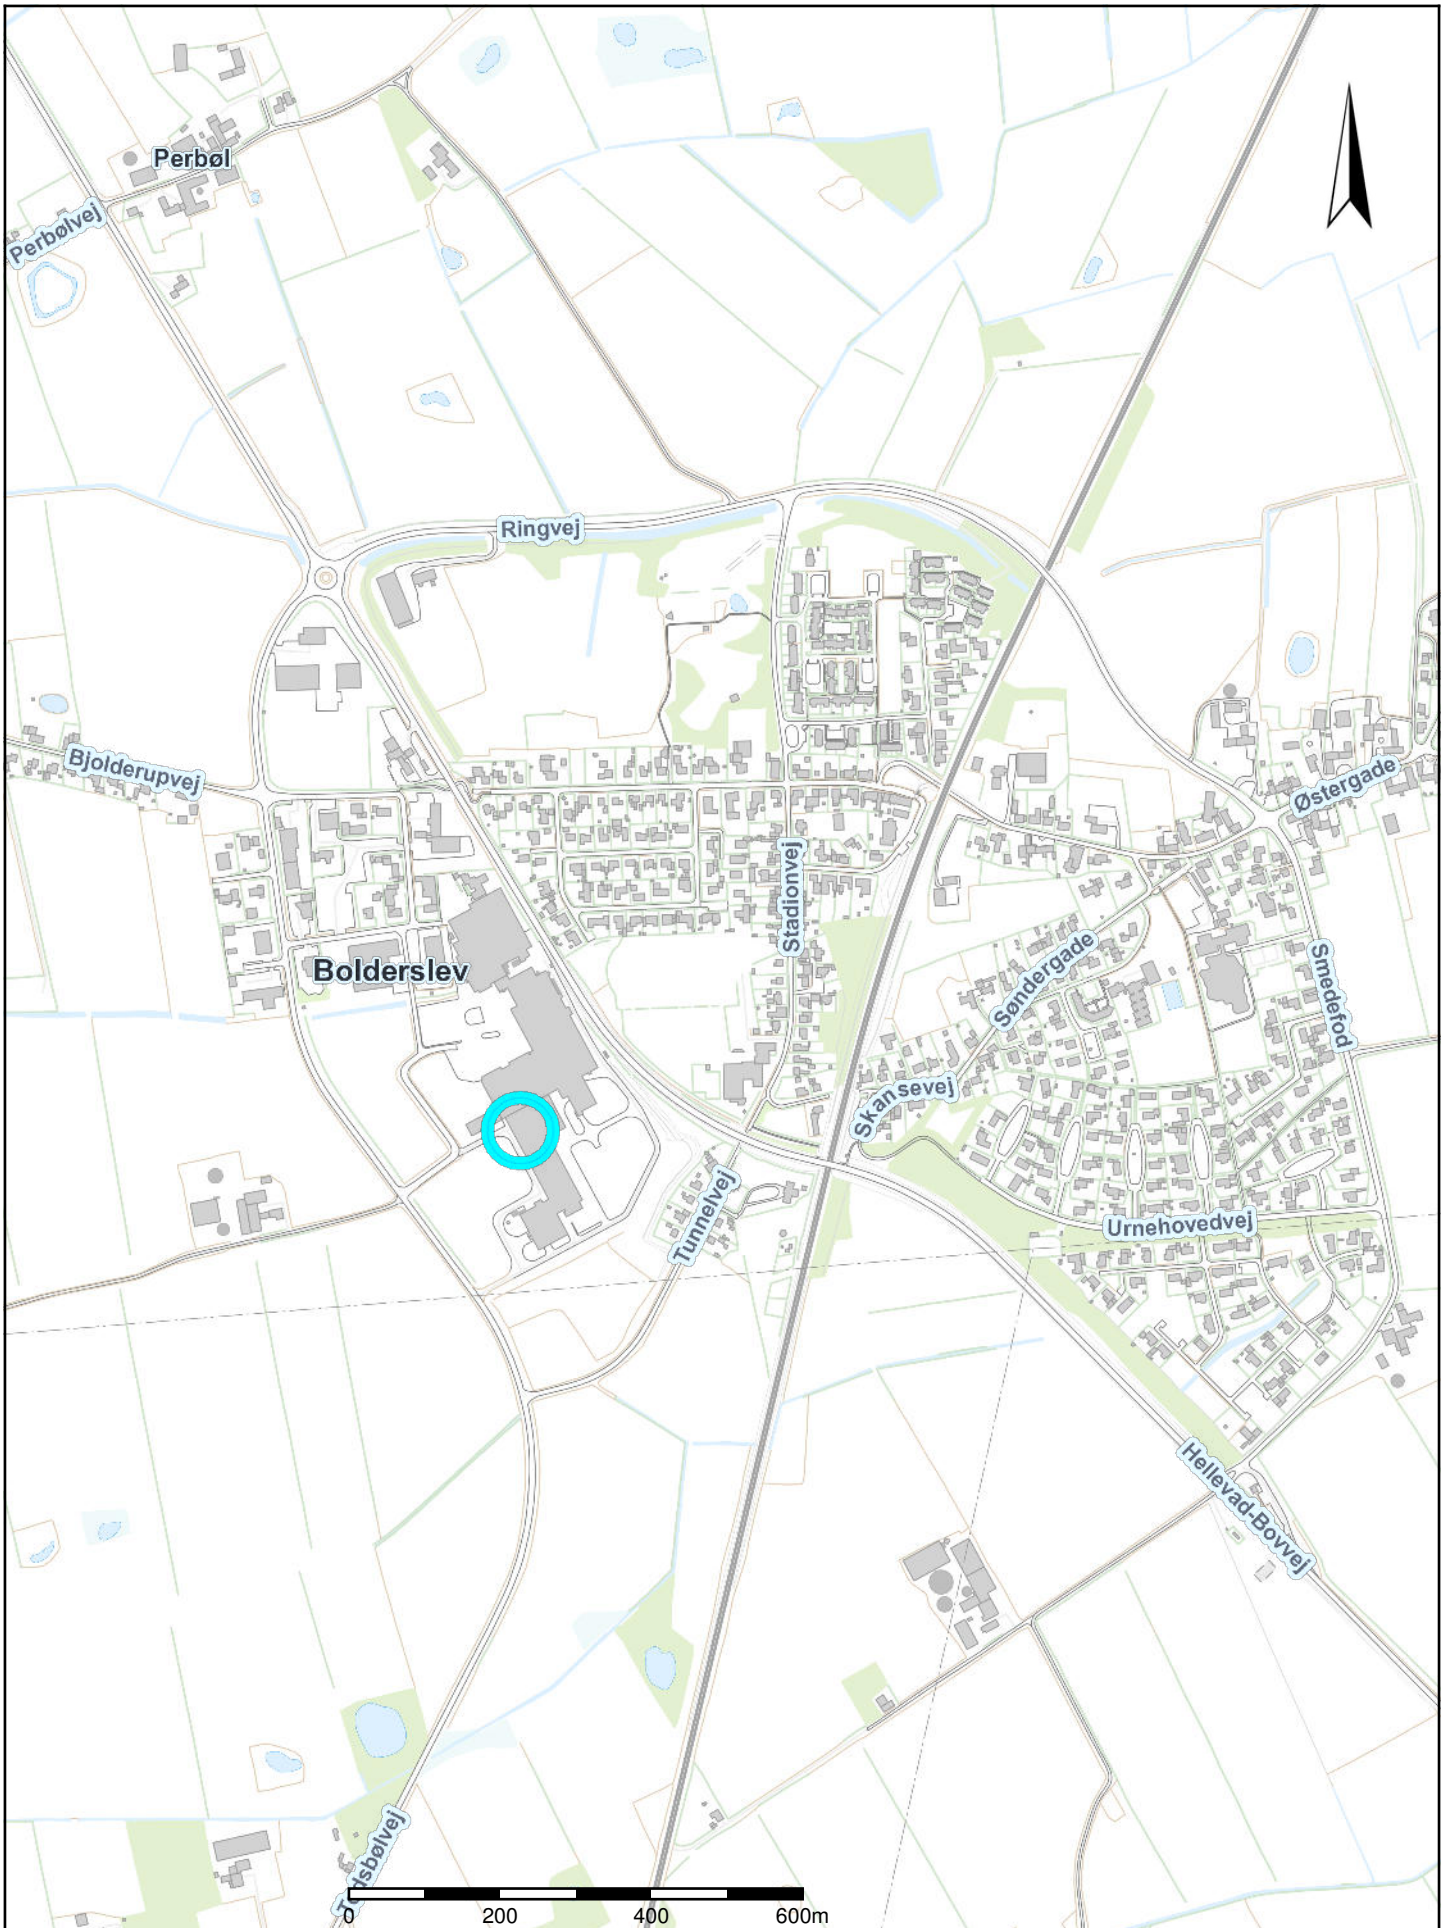 Perbøl
Perbølvej
Ringvej
Bjolderupvej
Østergade
Stadionvej
Søndergade
Smedefod
Bolderslev
Skansevej
Tunnelvej
Urnehovedvej
Hellevad-Bovvej
0 200 400 600m